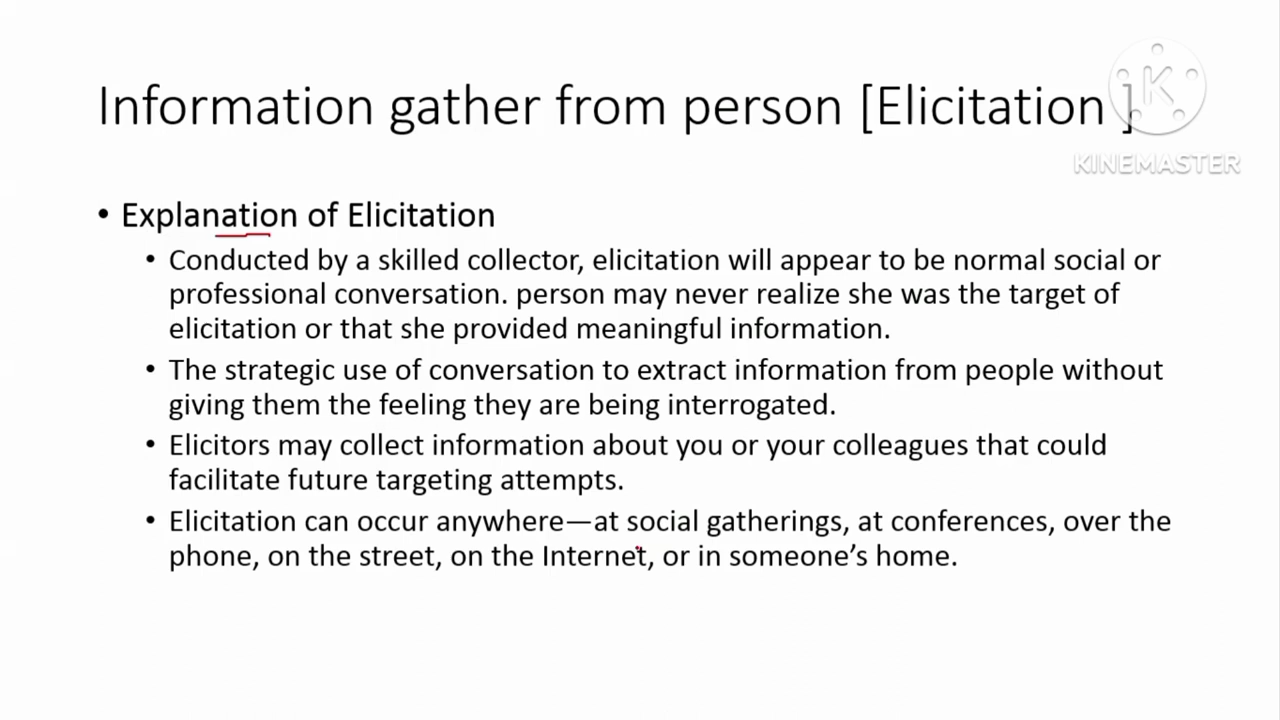 Information gather from person [Elicitation ]
KINEMASTER
• Explanation of Elicitation
• Conducted by a skilled collector, elicitation will appear to be normal social or
professional conversation. person may never realize she was the target of
elicitation or that she provided meaningful information.
• The strategic use of conversation to extract information from people without
giving them the feeling they are being interrogated.
• Elicitors may collect information about you or your colleagues that could
facilitate future targeting attempts.
• Elicitation can occur anywhere—at social gatherings, at conferences, over the
phone, on the street, on the Internet, or in someone’s home.